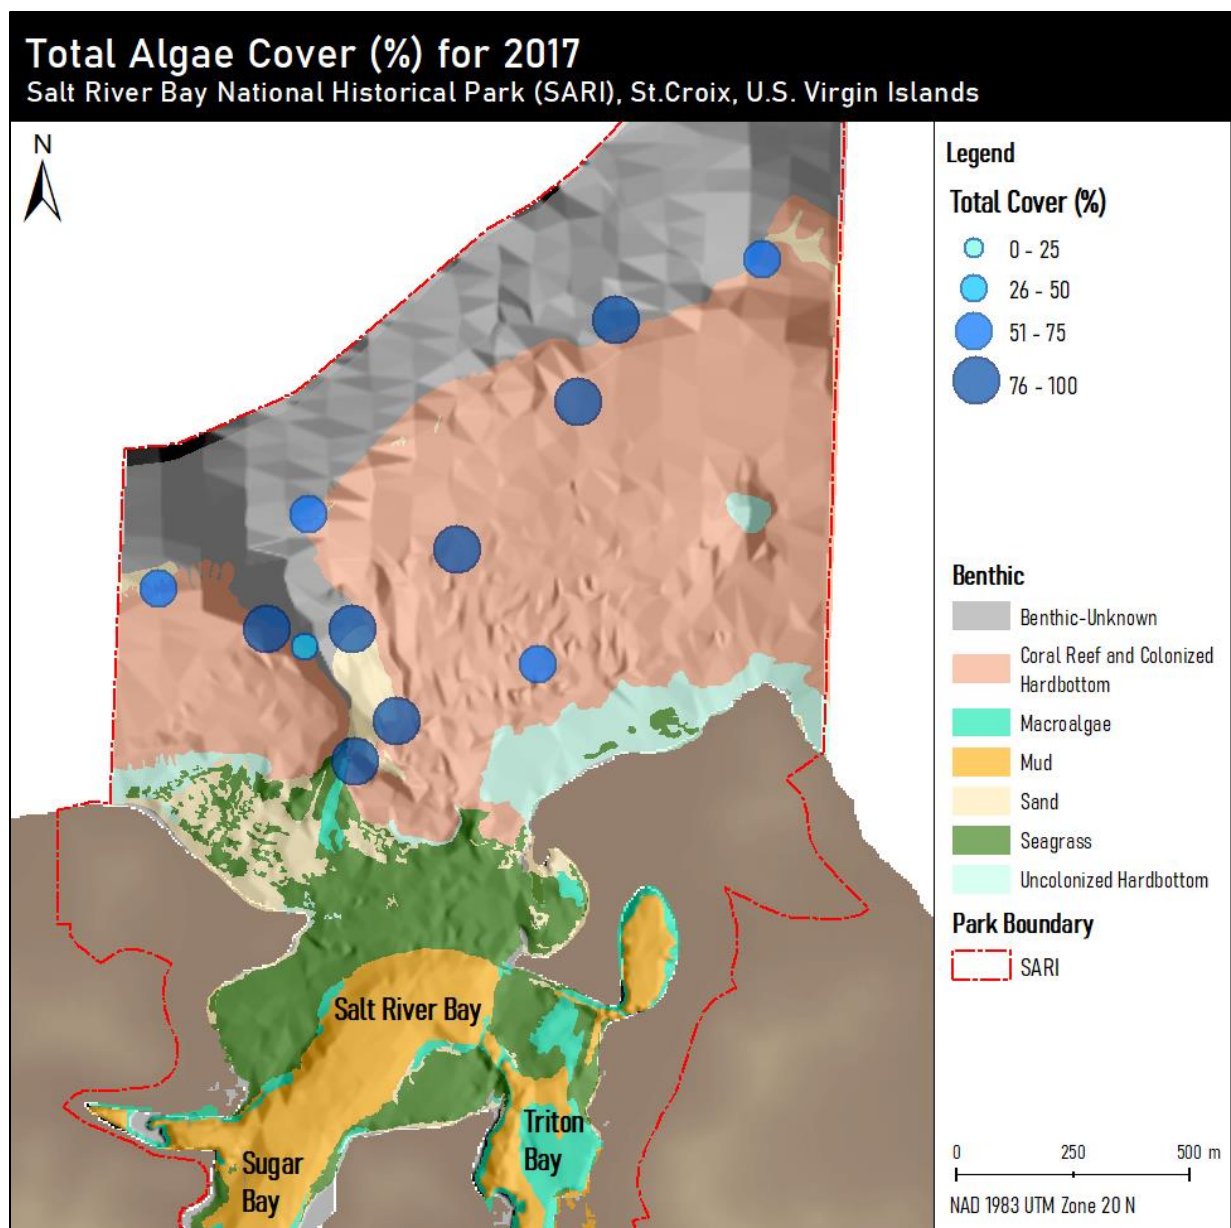 Total Algae Cover (%) for 2017
Salt River Bay National Historical Park (SARI), St.Croix, U.S. Virgin Islands
N
Legend
Total Cover (%)
0 - 25
26 - 50
51 - 75
76 - 100
Benthic
Benthic-Unknown
Coral Reef and Colonized
Hardbottom
Macroalgae
Mud
Sand
Seagrass
Uncolonized Hardbottom
Park Boundary
SARI
Salt River Bay
Triton
Bay
Sugar
Bay
0 250 500 m
NAD 1983 UTM Zone 20 N